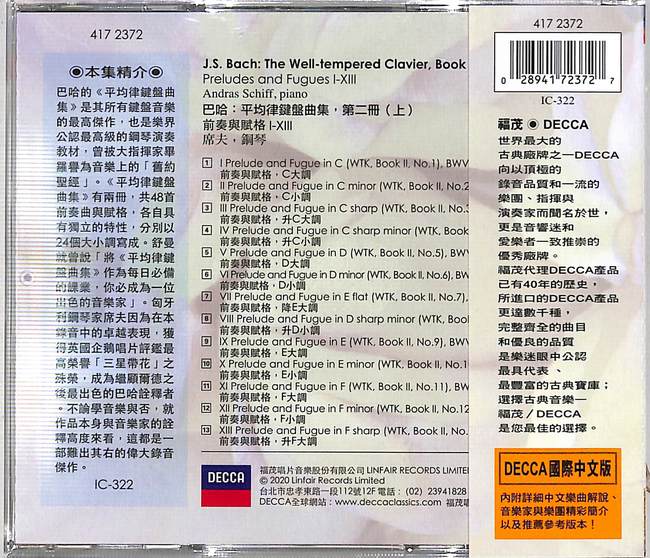 417 2372
◉本集精介◉
巴哈的《平均律鍵盤曲
集》是其所有鍵盤音樂
的最高傑作，也是樂界
公認最高級的鋼琴演奏
教材，曾被大指揮家畢
羅譽為音樂上的「舊約
聖經」。《平均律鍵盤
曲集》有兩冊，共48首
前奏曲與賦格，各自具
有獨立的特性，分別以
24個大小調寫成。舒曼
就曾說「將《平均律鍵
盤曲集》作為每日必備
的課業，你必成為一位
出色的音樂家」。匈牙
利鋼琴家席夫因為在本
錄音中的卓越表現，獲
得英國企鵝唱片評鑑最
高榮譽「三星帶花」之
殊榮，成為繼顧爾德之
後最出色的巴哈詮釋者
。不論學音樂與否，就
作品本身與音樂家的詮
釋高度來看，這都是一
部難出其右的偉大錄音
傑作。
IC-322
J.S. Bach: The Well-tempered Clavier, Book
Preludes and Fugues I-XIII
Andras Schiff, piano
巴哈：平均律鍵盤曲集，第二冊（上）
前奏與賦格 I-XIII
席夫，鋼琴
1 I Prelude and Fugue in C (WTK, Book II, No.1), BWV
前奏與賦格，C大調
2 II Prelude and Fugue in C minor (WTK, Book II, No.2
前奏與賦格，C小調
3 III Prelude and Fugue in C sharp (WTK, Book II, No.3
前奏與賦格，升C大調
4 IV Prelude and Fugue in C sharp minor (WTK, Book
前奏與賦格，升C小調
5 V Prelude and Fugue in D (WTK, Book II, No.5), BW
前奏與賦格，D大調
6 VI Prelude and Fugue in D minor (WTK, Book II, No.6),
前奏與賦格，D小調
7 VII Prelude and Fugue in E flat (WTK, Book II, No.7),
前奏與賦格，降E大調
8 VIII Prelude and Fugue in D sharp minor (WTK, Book
前奏與賦格，升D小調
9 IX Prelude and Fugue in E (WTK, Book II, No.9), BWV
前奏與賦格，E大調
10 X Prelude and Fugue in E minor (WTK, Book II, No.
前奏與賦格，E小調
11 XI Prelude and Fugue in F (WTK, Book II, No.11), BWV
前奏與賦格，F大調
12 XII Prelude and Fugue in F minor (WTK, Book II, No.12
前奏與賦格，F小調
13 XIII Prelude and Fugue in F sharp (WTK, Book II, No.
前奏與賦格，升F大調
DECCA
福茂唱片音樂股份有限公司 LINFAIR RECORDS LIMITED
© 2020 Linfair Records Limited
台北市忠孝東路一段112號12F 電話：（02）23941828
DECCA全球網站：www.deccaclassics.com
417 2372
0 28941 72372 7
IC-322
福茂 ◉ DECCA
世界最大的
古典廠牌之一DECCA
向以頂極的
錄音品質和一流的
樂團、指揮與
演奏家而聞名於世，
更是音響迷和
愛樂者一致推崇的
優秀廠牌。
福茂代理DECCA產品
已有40年的歷史，
所進口的DECCA產品
更達數千種，
完整齊全的曲目
和優良的品質
是樂迷眼中公認
最具代表、
最豐富的古典寶庫；
選擇古典音樂—
福茂／DECCA
是您最佳的選擇。
DECCA國際中文版
內附詳細中文樂曲解說、
音樂家與樂團精彩簡介
以及推薦參考版本！